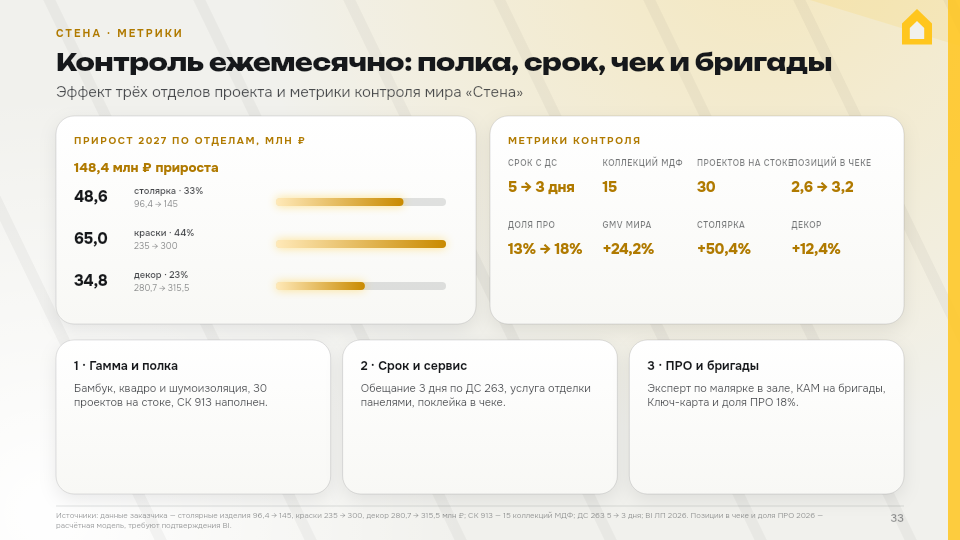 СТЕНА · МЕТРИКИ
Контроль ежемесячно: полка, срок, чек и бригады
Эффект трёх отделов проекта и метрики контроля мира «Стена»
ПРИРОСТ 2027 ПО ОТДЕЛАМ, МЛН ₽
148,4 млн ₽ прироста
48,6
столярка · 33%
96,4 → 145
65,0
краски · 44%
235 → 300
34,8
декор · 23%
280,7 → 315,5
МЕТРИКИ КОНТРОЛЯ
СРОК С ДС
КОЛЛЕКЦИЙ МДФ
ПРОЕКТОВ НА СТОКЕ
ПОЗИЦИЙ В ЧЕКЕ
5 → 3 дня
15
30
2,6 → 3,2
ДОЛЯ ПРО
GMV МИРА
СТОЛЯРКА
ДЕКОР
13% → 18%
+24,2%
+50,4%
+12,4%
1 · Гамма и полка
Бамбук, квадро и шумоизоляция, 30
проектов на стоке, СК 913 наполнен.
2 · Срок и сервис
Обещание 3 дня по ДС 263, услуга отделки
панелями, поклейка в чеке.
3 · ПРО и бригады
Эксперт по малярке в зале, КАМ на бригады,
Ключ-карта и доля ПРО 18%.
Источники: данные заказчика — столярные изделия 96,4 → 145, краски 235 → 300, декор 280,7 → 315,5 млн ₽; СК 913 — 15 коллекций МДФ; ДС 263 5 → 3 дня; BI ЛП 2026. Позиции в чеке и доля ПРО 2026 —
расчётная модель, требуют подтверждения BI.
33